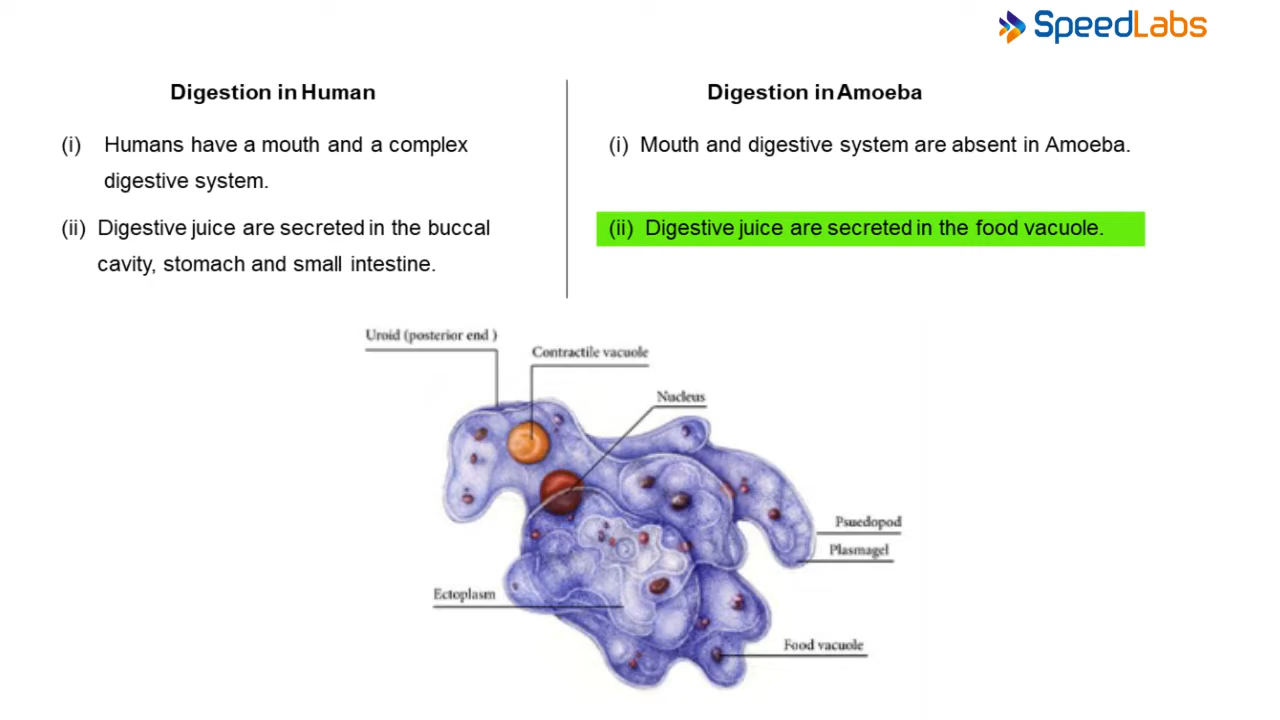 SpeedLabs
Digestion in Human
(i) Humans have a mouth and a complex
digestive system.
(ii) Digestive juice are secreted in the buccal
cavity, stomach and small intestine.
Digestion in Amoeba
(i) Mouth and digestive system are absent in Amoeba.
(ii) Digestive juice are secreted in the food vacuole.
Uroid (posterior end )
Contractile vacuole
Nucleus
Psuedopod
Plasmagel
Ectoplasm
Food vacuole